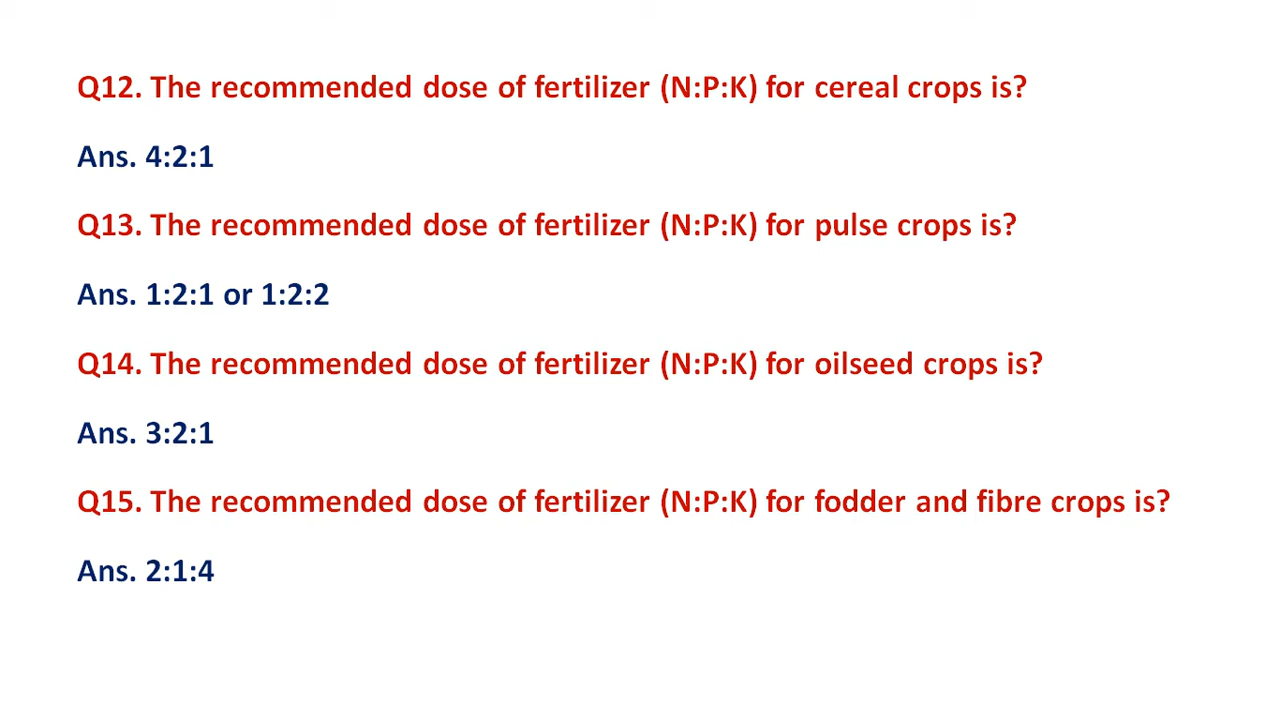 Q12. The recommended dose of fertilizer (N:P:K) for cereal crops is?
Ans. 4:2:1
Q13. The recommended dose of fertilizer (N:P:K) for pulse crops is?
Ans. 1:2:1 or 1:2:2
Q14. The recommended dose of fertilizer (N:P:K) for oilseed crops is?
Ans. 3:2:1
Q15. The recommended dose of fertilizer (N:P:K) for fodder and fibre crops is?
Ans. 2:1:4